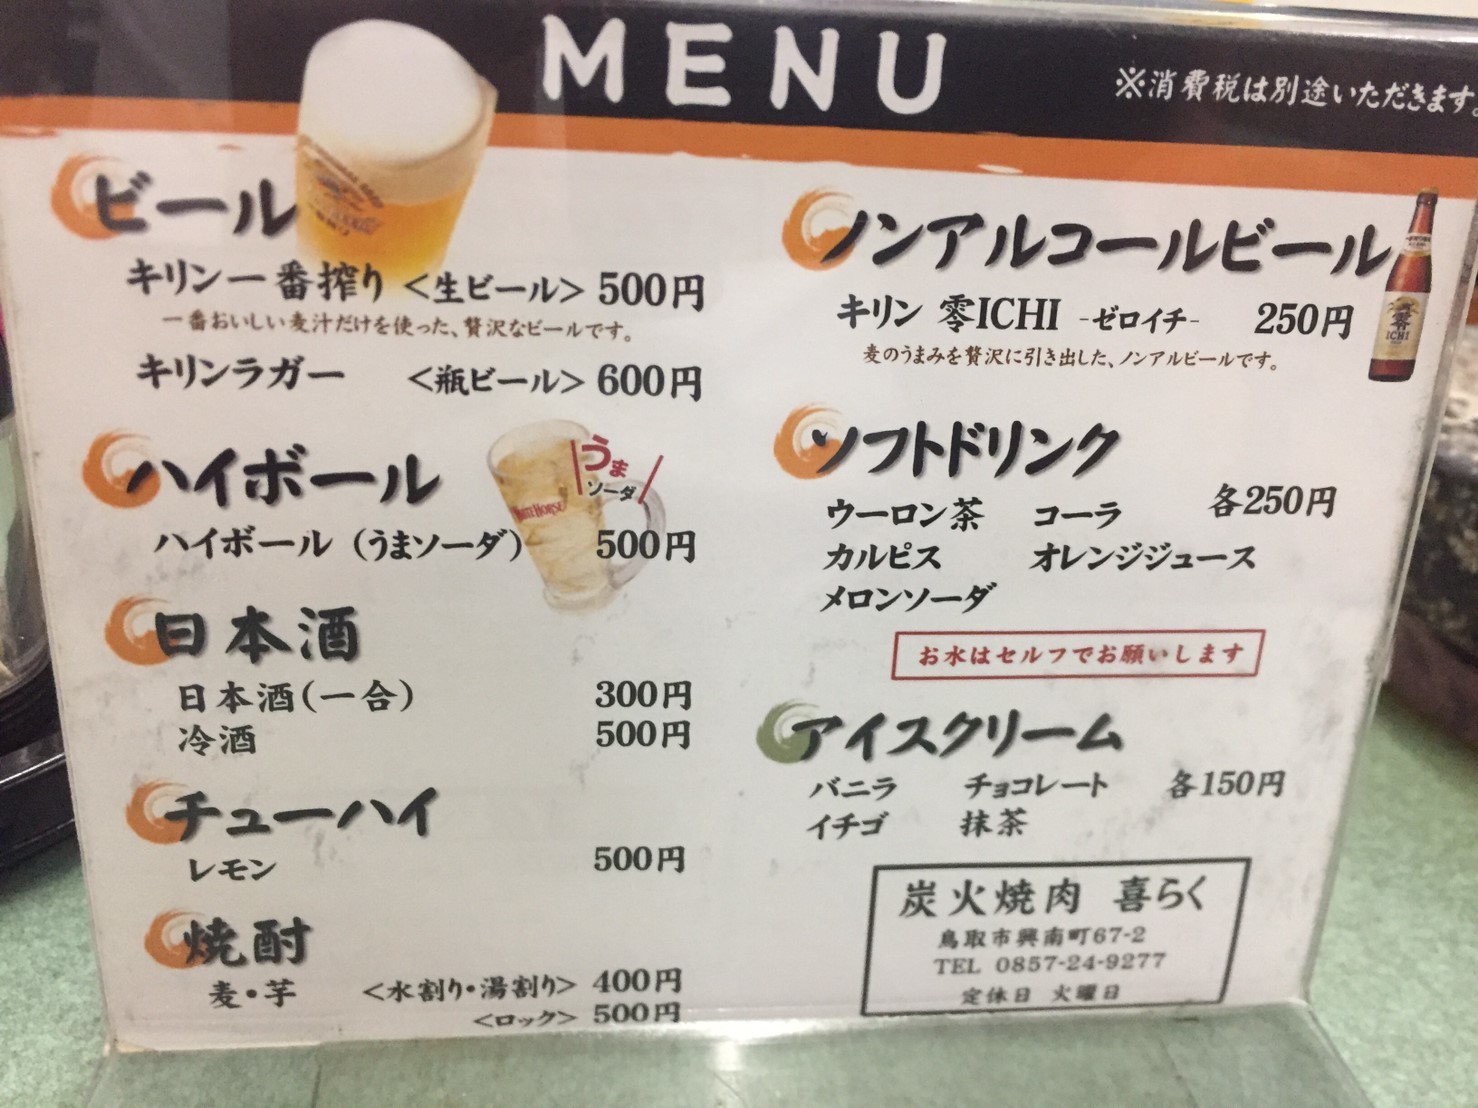 MENU
※消費税は別途いただきます。
ビール
キリン一番搾り <生ビール> 500円
一番おいしい麦汁だけを使った、贅沢なビールです。
キリンラガー <瓶ビール> 600円
ハイボール
うま
ソーダ
WHITE HORSE
ハイボール (うまソーダ) 500円
日本酒
日本酒(一合) 300円
冷酒 500円
チューハイ
レモン 500円
焼酎
麦・芋 <水割り・湯割り> 400円
<ロック> 500円
ノンアルコールビール
キリン 零ICHI -ゼロイチ- 250円
麦のうまみを贅沢に引き出した、ノンアルビールです。
零
ICHI
ソフトドリンク
ウーロン茶 コーラ 各250円
カルピス オレンジジュース
メロンソーダ
お水はセルフでお願いします
アイスクリーム
バニラ チョコレート 各150円
イチゴ 抹茶
炭火焼肉 喜らく
鳥取市興南町67-2
TEL 0857-24-9277
定休日 火曜日